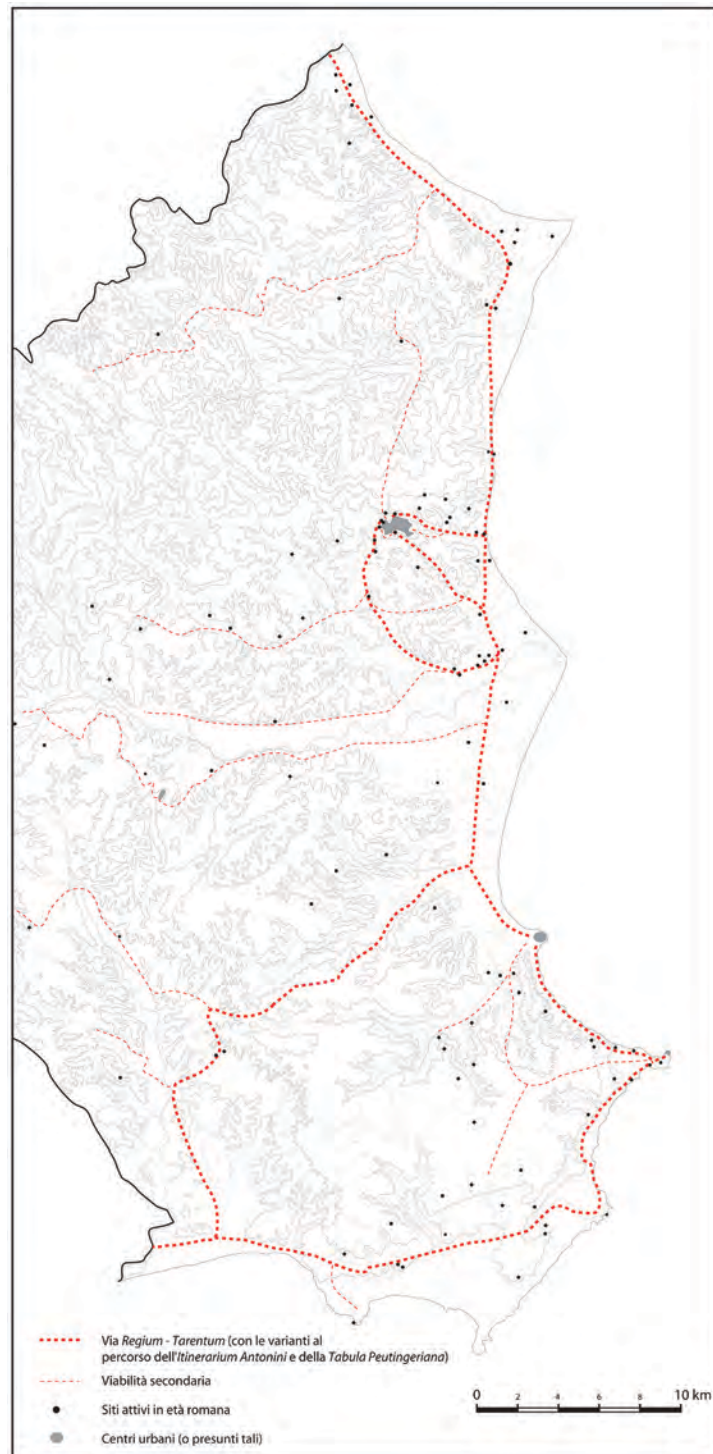 Via Regium - Tarentum (con le varianti al
percorso dell'Itinerarium Antonini e della Tabula Peutingeriana)
Viabilità secondaria
Siti attivi in età romana
Centri urbani (o presunti tali)
0 2 4 6 8 10 km